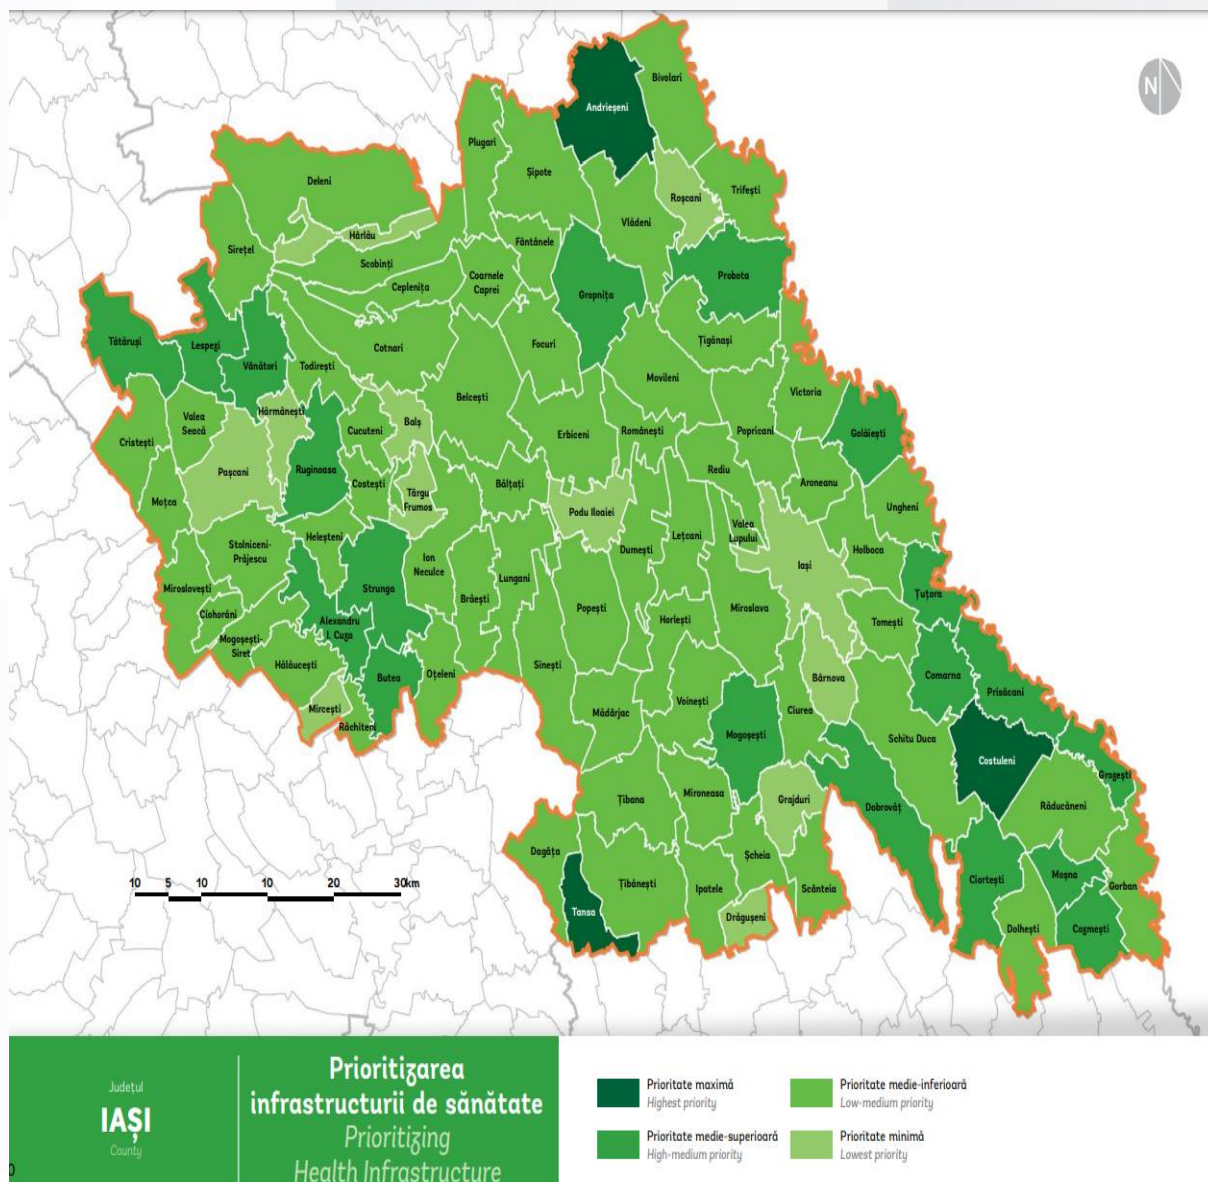 N
Andrieșeni
Bivolari
Plugari
Șipote
Deleni
Roșcani
Trifești
Vlădeni
Hârlău
Sirețel
Fântânele
Scobinți
Coarnele
Caprei
Probota
Ceplenița
Gropnița
Tătăruși
Lespezi
Țigănași
Focuri
Cotnari
Vânători
Todirești
Movileni
Victoria
Belcești
Hărmănești
Valea
Seacă
Balș
Cucuteni
Erbiceni
Românești
Popricani
Golăiești
Cristești
Pașcani
Ruginoasa
Rediu
Costești
Bălțați
Aroneanu
Târgu
Frumos
Moțca
Podu Iloaiei
Ungheni
Valea
Lupului
Lețcani
Heleșteni
Stolniceni-
Prăjescu
Dumești
Holboca
Ion
Neculce
Iași
Lungani
Strunga
Miroslovești
Brăești
Țuțora
Popești
Miroslava
Ciohorăni
Horlești
Alexandru
I. Cuza
Tomești
Mogoșești-
Siret
Hălăucești
Sinești
Oțeleni
Butea
Bârnova
Comarna
Prisăcani
Voinești
Mircești
Mădârjac
Ciurea
Răchiteni
Mogoșești
Schitu Duca
Costuleni
Grozești
Mironeasa
Țibana
Grajduri
Dobrovăț
Răducăneni
Dagâța
Șcheia
Moșna
Ciortești
Țibănești
Ipatele
Scânteia
Gorban
Tansa
Drăgușeni
Dolhești
Cozmești
10 5 10 10 20 30km
Județul
IAȘI
County
Prioritizarea
infrastructurii de sănătate
Prioritizing
Health Infrastructure
Prioritate maximă
Highest priority
Prioritate medie-superioară
High-medium priority
Prioritate medie-inferioară
Low-medium priority
Prioritate minimă
Lowest priority
0